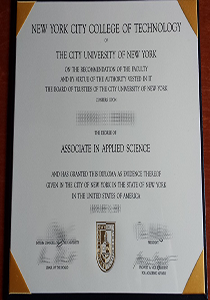 NEW YORK CITY COLLEGE OF TECHNOLOGY
OF
THE CITY UNIVERSITY OF NEW YORK
ON THE RECOMMENDATION OF THE FACULTY
AND BY VIRTUE OF THE AUTHORITY VESTED IN IT
THE BOARD OF TRUSTEES OF THE CITY UNIVERSITY OF NEW YORK
THE DEGREE OF
ASSOCIATE IN APPLIED SCIENCE
AND HAS GRANTED THIS DIPLOMA AS EVIDENCE THEREOF
GIVEN IN THE CITY OF NEW YORK IN THE STATE OF NEW YORK
IN THE UNITED STATES OF AMERICA
PRESIDENT